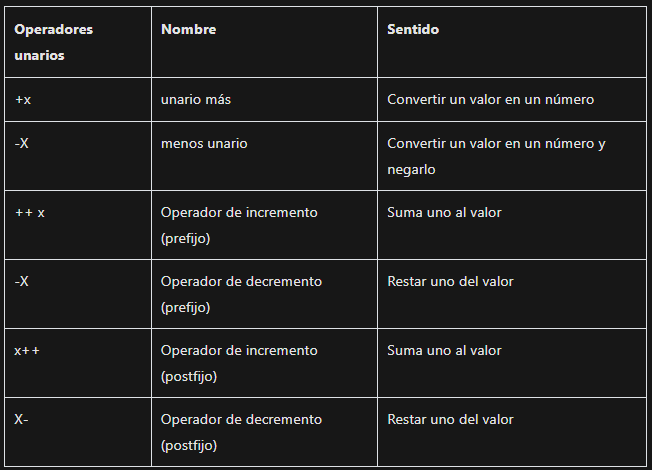 Operadores unarios Nombre Sentido
+x unario más Convertir un valor en un número
-X menos unario Convertir un valor en un número y negarlo
++ x Operador de incremento (prefijo) Suma uno al valor
-X Operador de decremento (prefijo) Restar uno del valor
x++ Operador de incremento (postfijo) Suma uno al valor
X- Operador de decremento (postfijo) Restar uno del valor